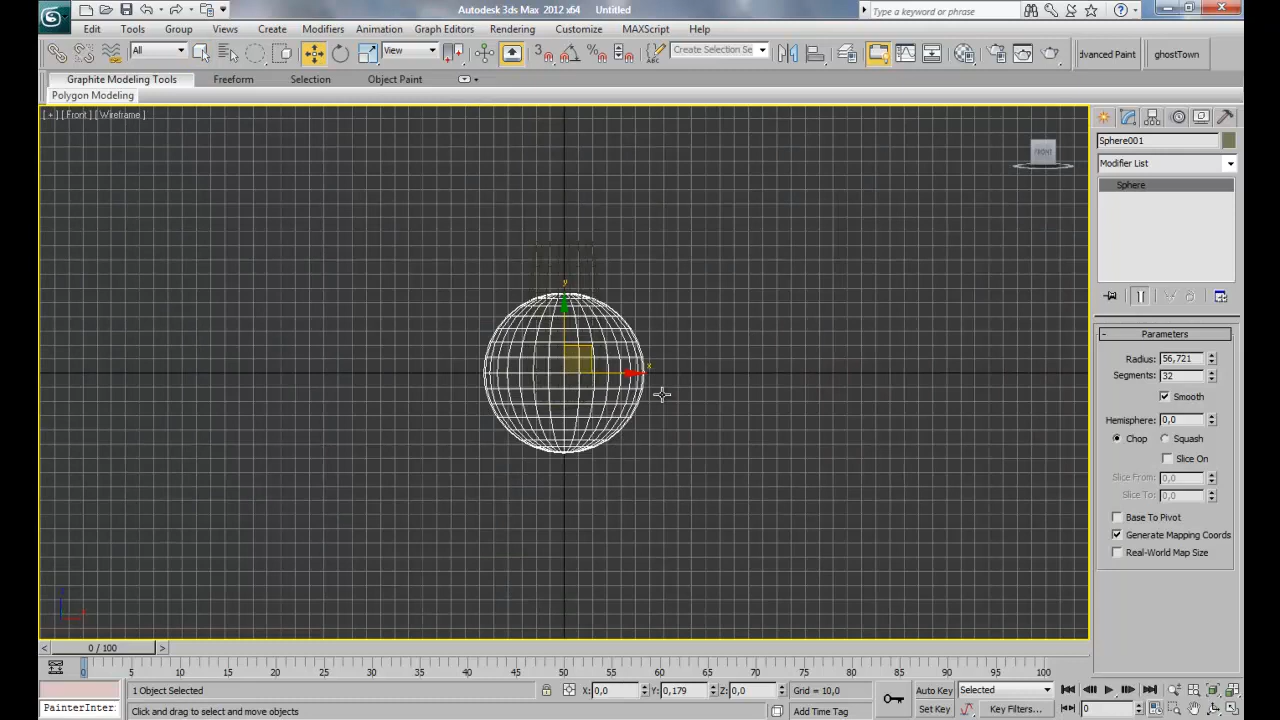 Autodesk 3ds Max 2012 x64 Untitled
Type a keyword or phrase
Edit Tools Group Views Create Modifiers Animation Graph Editors Rendering Customize MAXScript Help
All View 3 Create Selection Se dvanced Paint ghostTown
Graphite Modeling Tools Freeform Selection Object Paint
Polygon Modeling
[ + ] [ Front ] [ Wireframe ]
FRONT
Sphere001
Modifier List
Sphere
y
x
Parameters
Radius: 56,721
Segments: 32
Smooth
Hemisphere: 0,0
Chop Squash
Slice On
Slice From: 0,0
Slice To: 0,0
Base To Pivot
Generate Mapping Coords
Real-World Map Size
0 / 100
0 5 10 15 20 25 30 35 40 45 50 55 60 65 70 75 80 85 90 95 100
1 Object Selected X: 0,0 Y: 0,179 Z: 0,0 Grid = 10,0 Auto Key Selected
PainterInter: Click and drag to select and move objects Add Time Tag Set Key Key Filters... 0